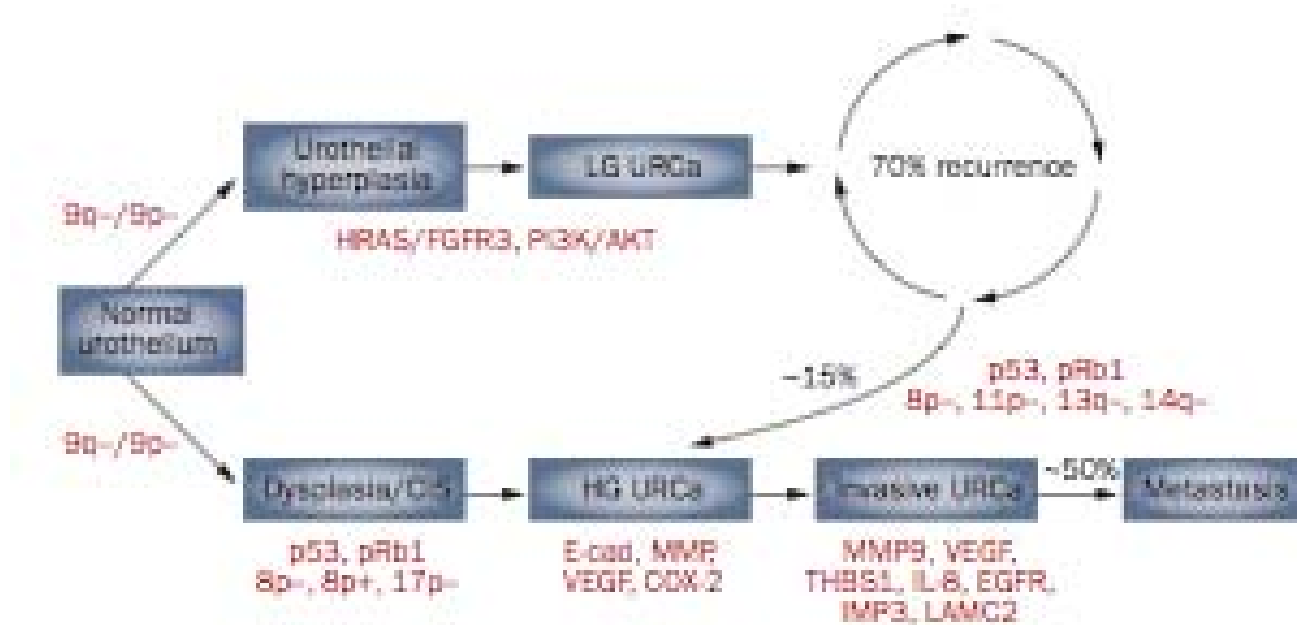 Urothelial
hyperplasia
LG URCa
70% recurrence
9q-/9p-
HRAS/FGFR3, PI3K/AKT
Normal
urothelium
~15%
p53, pRb1
8p-, 11p-, 13q-, 14q-
9q-/9p-
Dysplasia/CIS
HG URCa
Invasive URCa
~50%
Metastasis
p53, pRb1
8p-, 8p+, 17p-
E-cad, MMP,
VEGF, COX-2
MMP9, VEGF,
THBS1, IL-8, EGFR,
IMP3, LAMC2